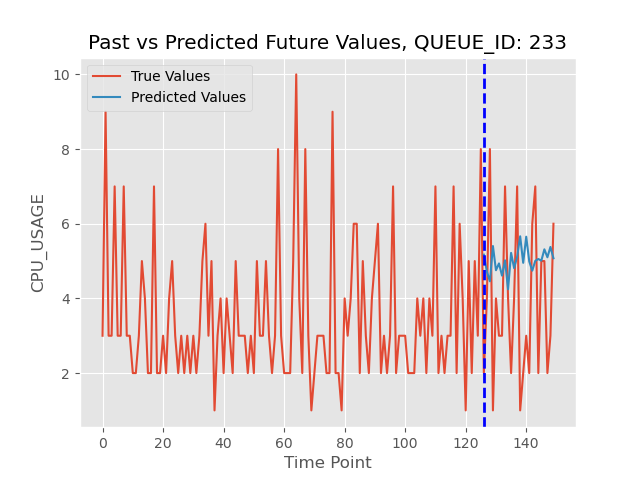 Past vs Predicted Future Values, QUEUE_ID: 233
True Values
Predicted Values
10
8
6
4
2
CPU_USAGE
0 20 40 60 80 100 120 140
Time Point